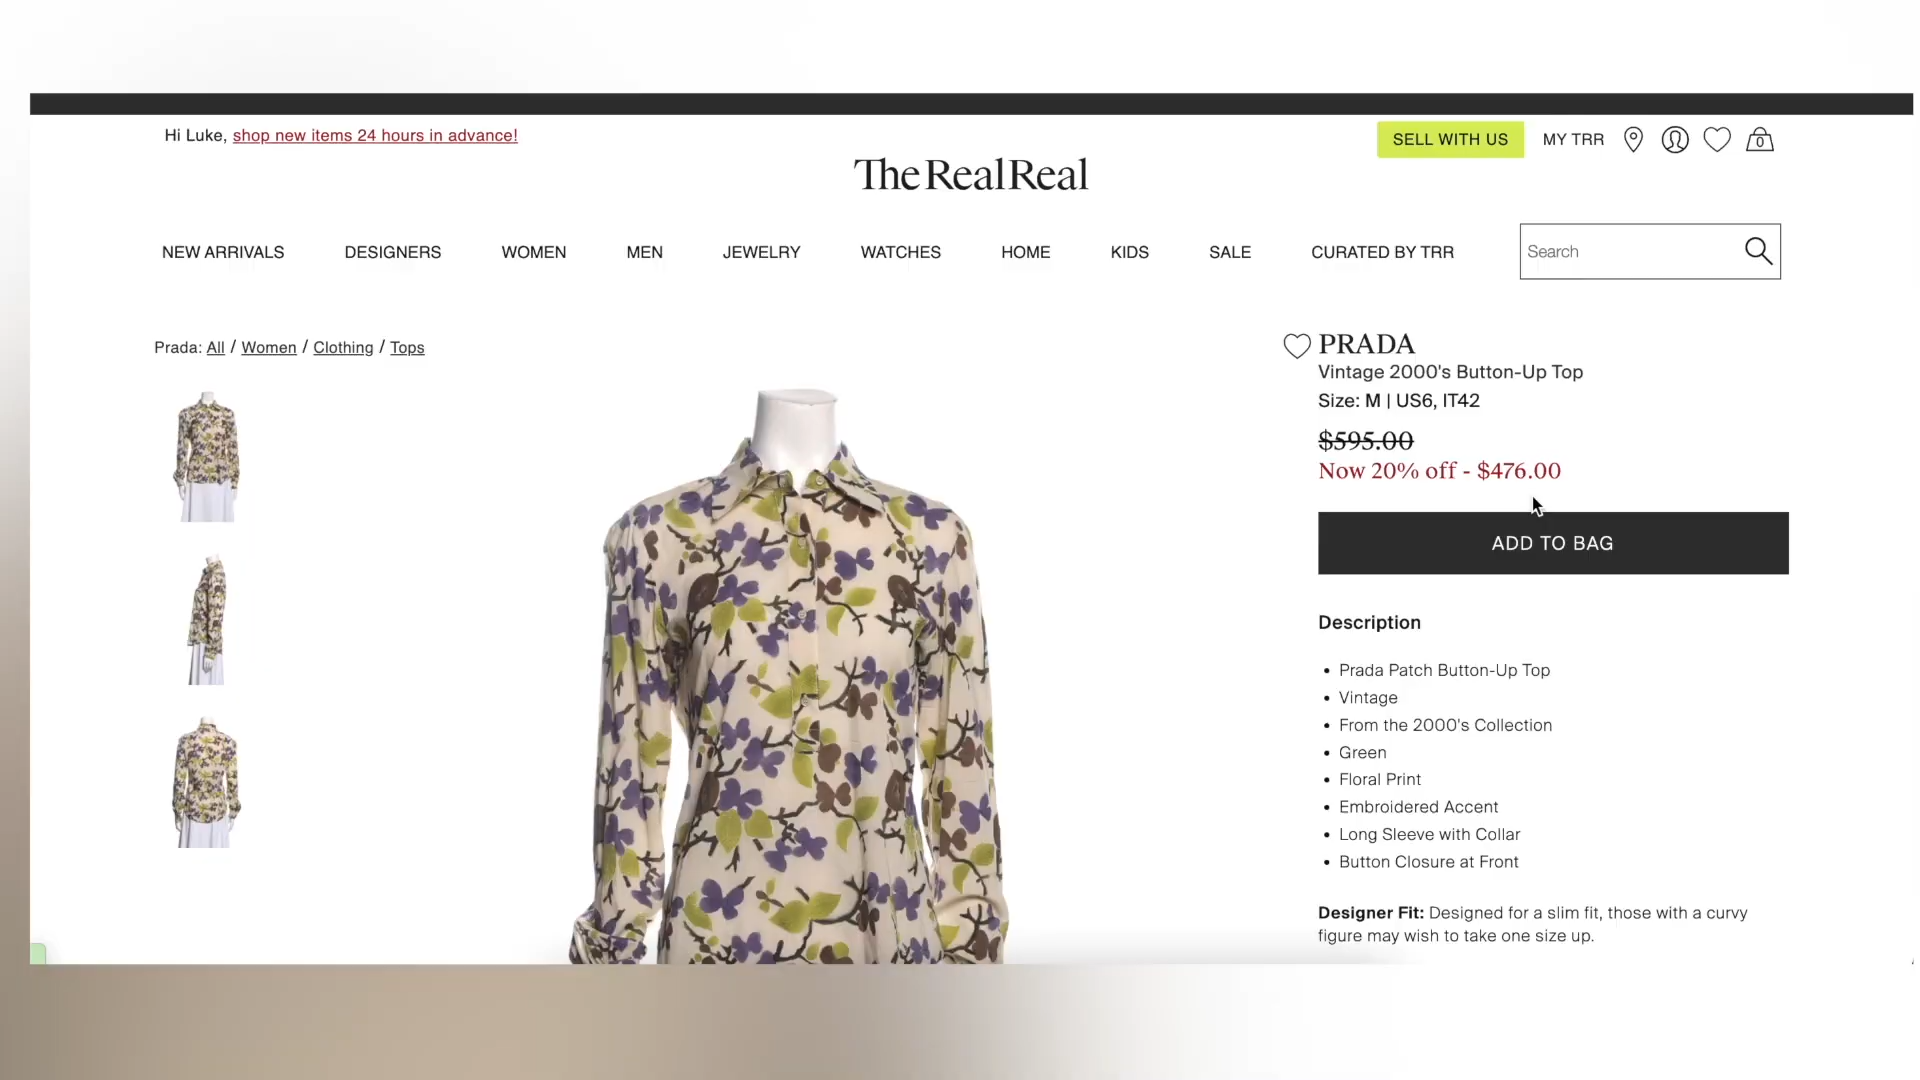 Hi Luke, shop new items 24 hours in advance!
SELL WITH US
MY TRR
0
TheRealReal
NEW ARRIVALS
DESIGNERS
WOMEN
MEN
JEWELRY
WATCHES
HOME
KIDS
SALE
CURATED BY TRR
Search
Prada: All / Women / Clothing / Tops
PRADA
Vintage 2000's Button-Up Top
Size: M | US6, IT42
$595.00
Now 20% off - $476.00
ADD TO BAG
Description
• Prada Patch Button-Up Top
• Vintage
• From the 2000's Collection
• Green
• Floral Print
• Embroidered Accent
• Long Sleeve with Collar
• Button Closure at Front
Designer Fit: Designed for a slim fit, those with a curvy
figure may wish to take one size up.